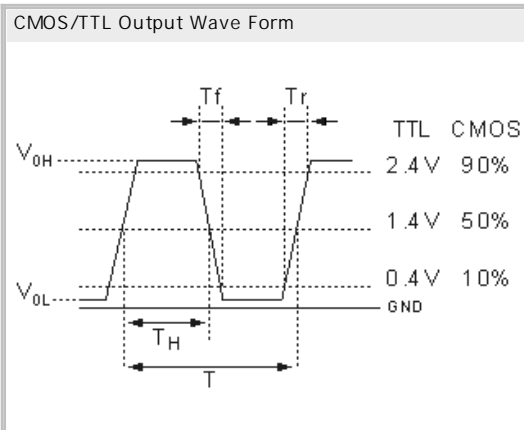 CMOS/TTL Output Wave Form
Tf Tr
TTL CMOS
V0H 2.4V 90%
1.4V 50%
0.4V 10%
V0L GND
TH
T